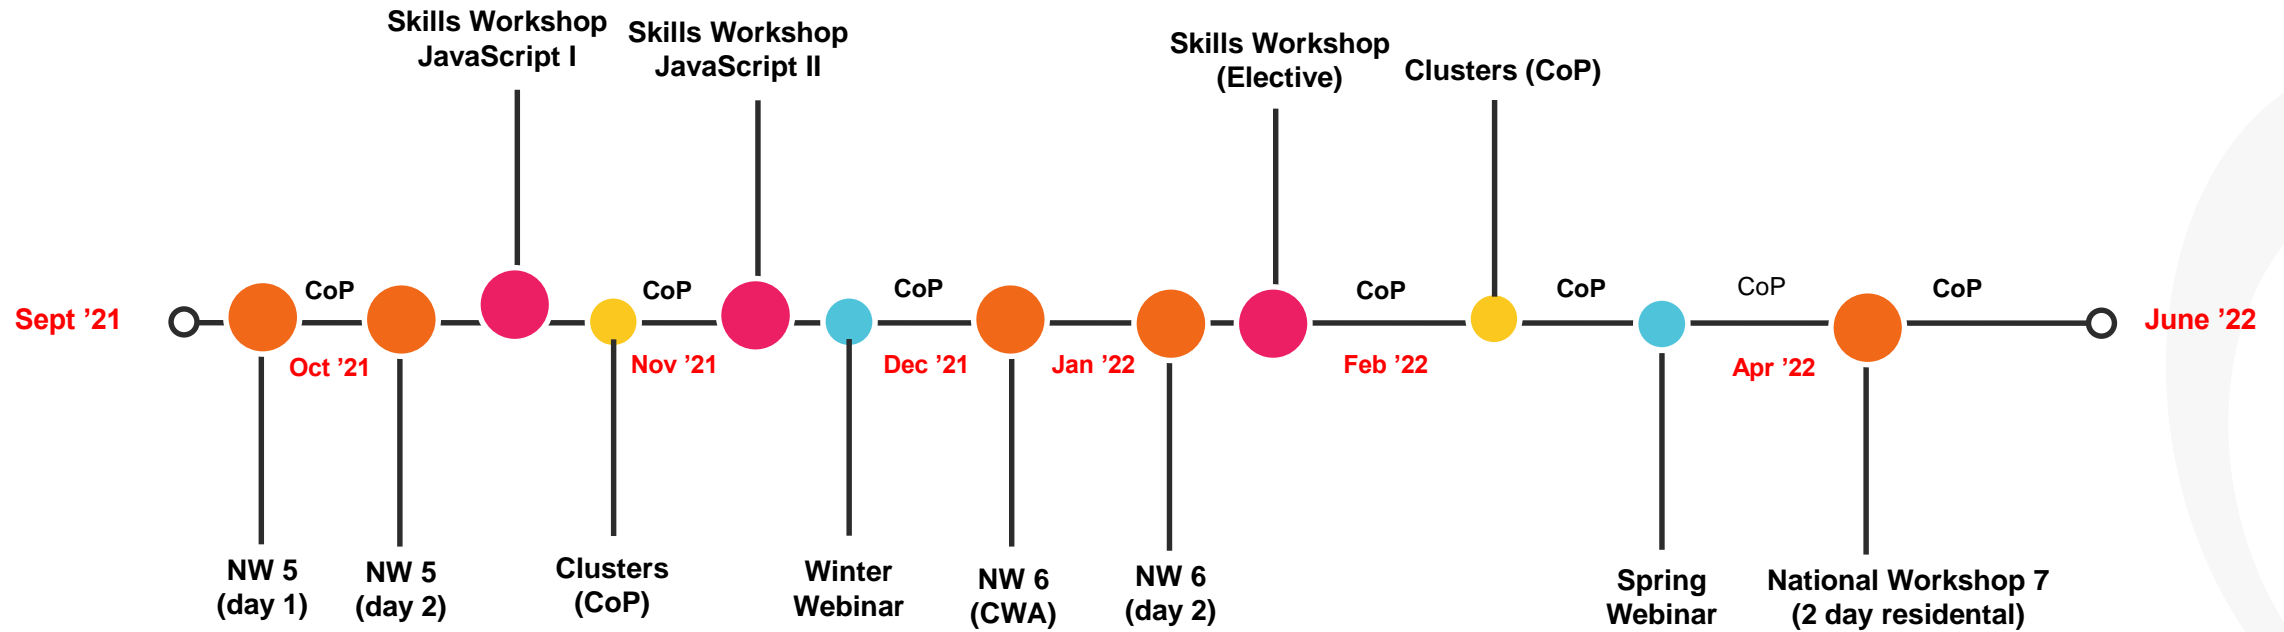 Skills Workshop
JavaScript I
Skills Workshop
JavaScript II
Skills Workshop
(Elective)
Clusters (CoP)
CoP
CoP
CoP
CoP
CoP
CoP
CoP
Sept ’21
June ’22
Oct ’21
Nov ’21
Dec ’21
Jan ’22
Feb ’22
Apr ’22
NW 5
(day 1)
NW 5
(day 2)
Clusters
(CoP)
Winter
Webinar
NW 6
(CWA)
NW 6
(day 2)
Spring
Webinar
National Workshop 7
(2 day residental)